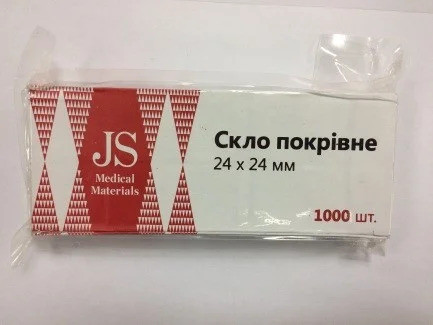 JS
Medical
Materials
Скло покрівне
24 x 24 мм
1000 шт.